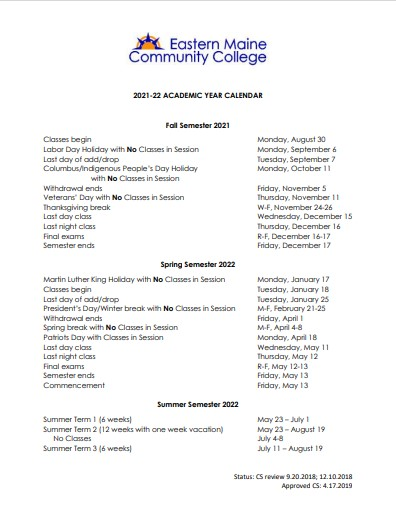 Eastern Maine
Community College
2021-22 ACADEMIC YEAR CALENDAR
Fall Semester 2021
Classes begin Monday, August 30
Labor Day Holiday with No Classes in Session Monday, September 6
Last day of add/drop Tuesday, September 7
Columbus/Indigenous People's Day Holiday Monday, October 11
with No Classes in Session
Withdrawal ends Friday, November 5
Veterans' Day with No Classes in Session Thursday, November 11
Thanksgiving break W-F, November 24-26
Last day class Wednesday, December 15
Last night class Thursday, December 16
Final exams R-F, December 16-17
Semester ends Friday, December 17
Spring Semester 2022
Martin Luther King Holiday with No Classes in Session Monday, January 17
Classes begin Tuesday, January 18
Last day of add/drop Tuesday, January 25
President's Day/Winter break with No Classes in Session M-F, February 21-25
Withdrawal ends Friday, April 1
Spring break with No Classes in Session M-F, April 4-8
Patriots Day with Classes in Session Monday, April 18
Last day class Wednesday, May 11
Last night class Thursday, May 12
Final exams R-F, May 12-13
Semester ends Friday, May 13
Commencement Friday, May 13
Summer Semester 2022
Summer Term 1 (6 weeks) May 23 – July 1
Summer Term 2 (12 weeks with one week vacation) May 23 – August 19
No Classes July 4-8
Summer Term 3 (6 weeks) July 11 – August 19
Status: CS review 9.20.2018; 12.10.2018
Approved CS: 4.17.2019